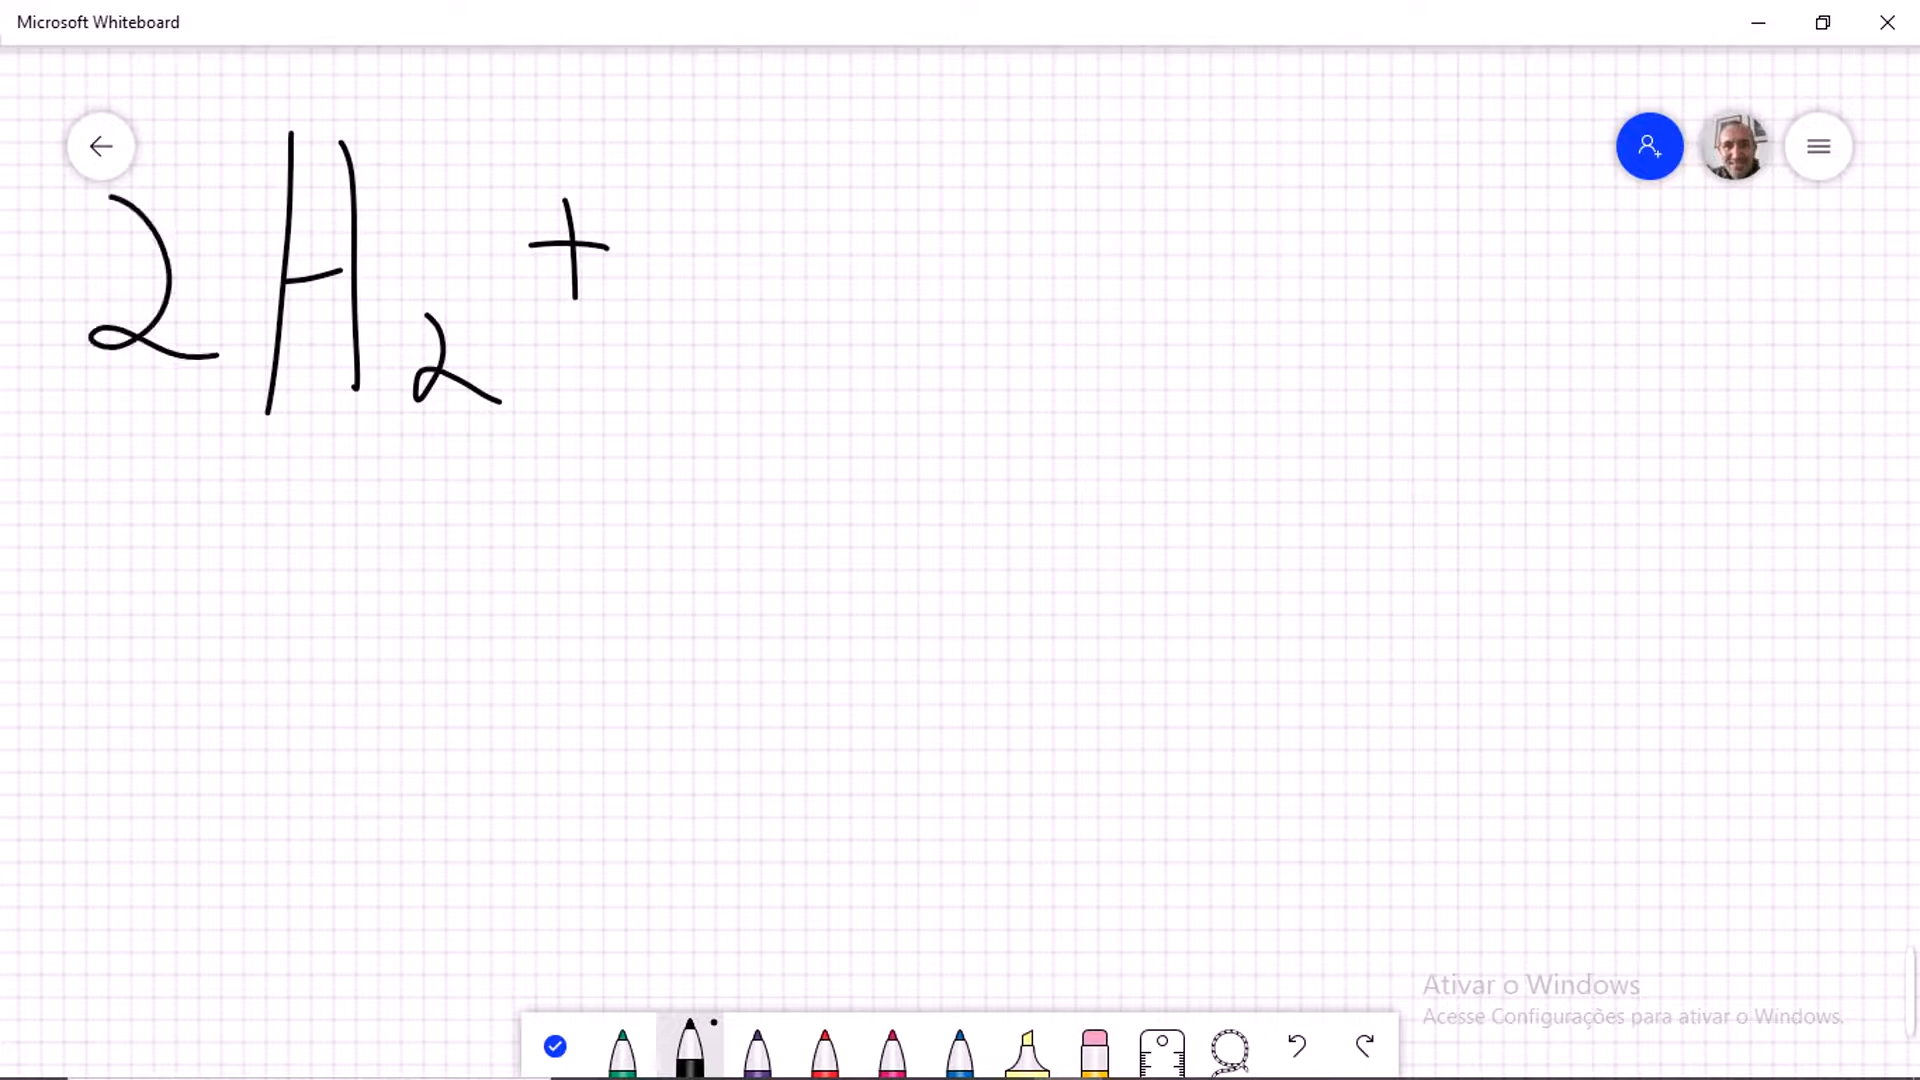 Microsoft Whiteboard
2H₂ +
Ativar o Windows
Acesse Configurações para ativar o Windows.